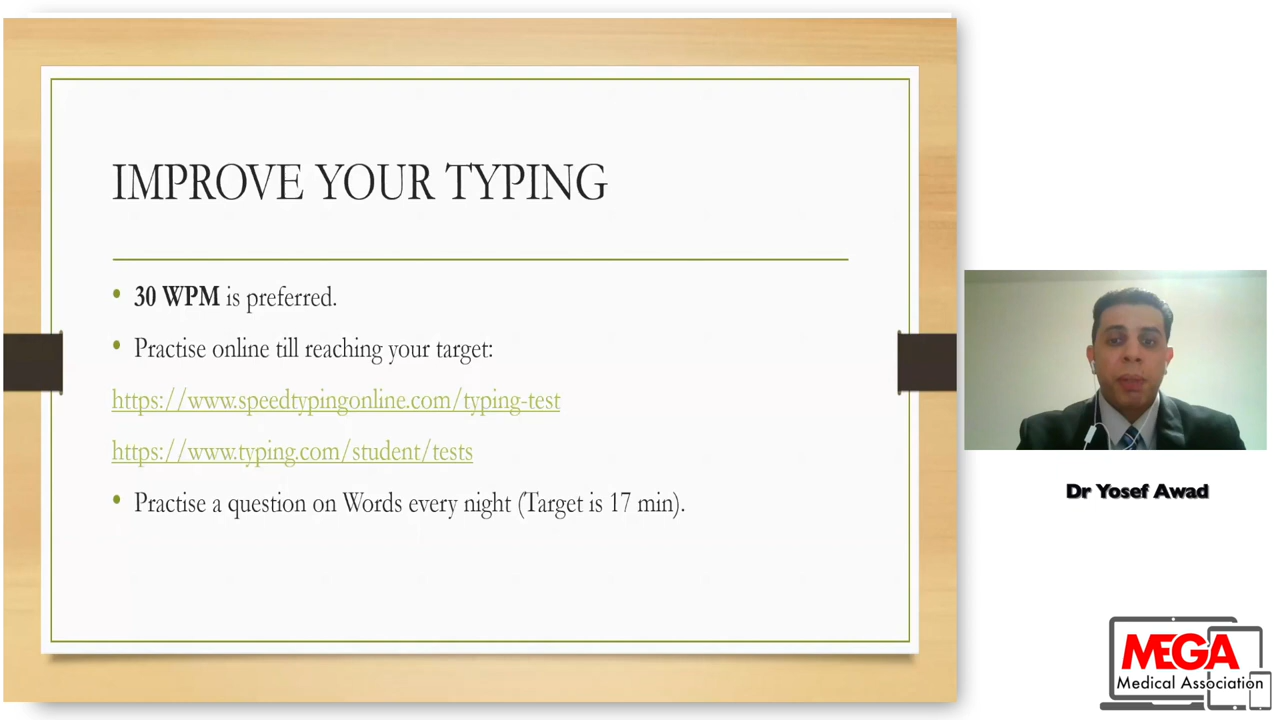 IMPROVE YOUR TYPING
• 30 WPM is preferred.
• Practise online till reaching your target:
https://www.speedtypingonline.com/typing-test
https://www.typing.com/student/tests
• Practise a question on Words every night (Target is 17 min).
Dr Yosef Awad
MEGA
Medical Association